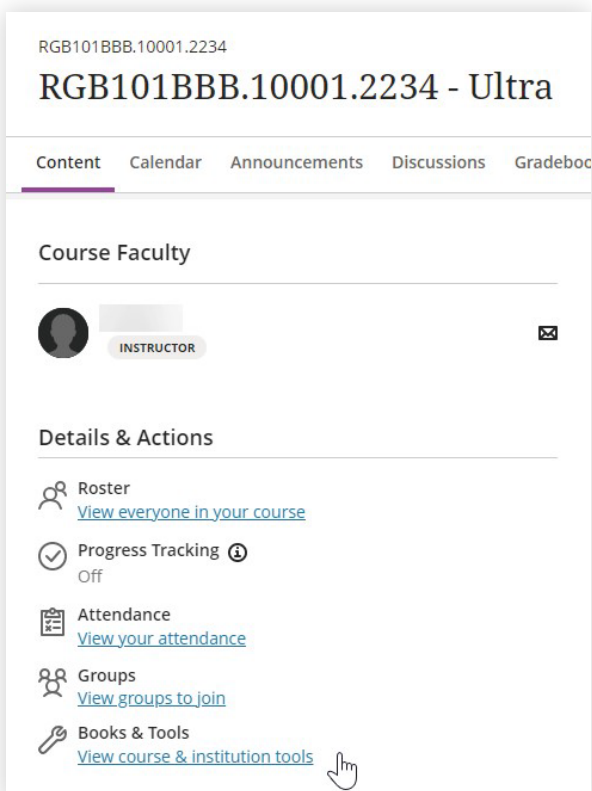 RGB101BBB.10001.2234
RGB101BBB.10001.2234 - Ultra
Content Calendar Announcements Discussions Gradeboo
Course Faculty
INSTRUCTOR
Details & Actions
Roster
View everyone in your course
Progress Tracking
Off
Attendance
View your attendance
Groups
View groups to join
Books & Tools
View course & institution tools